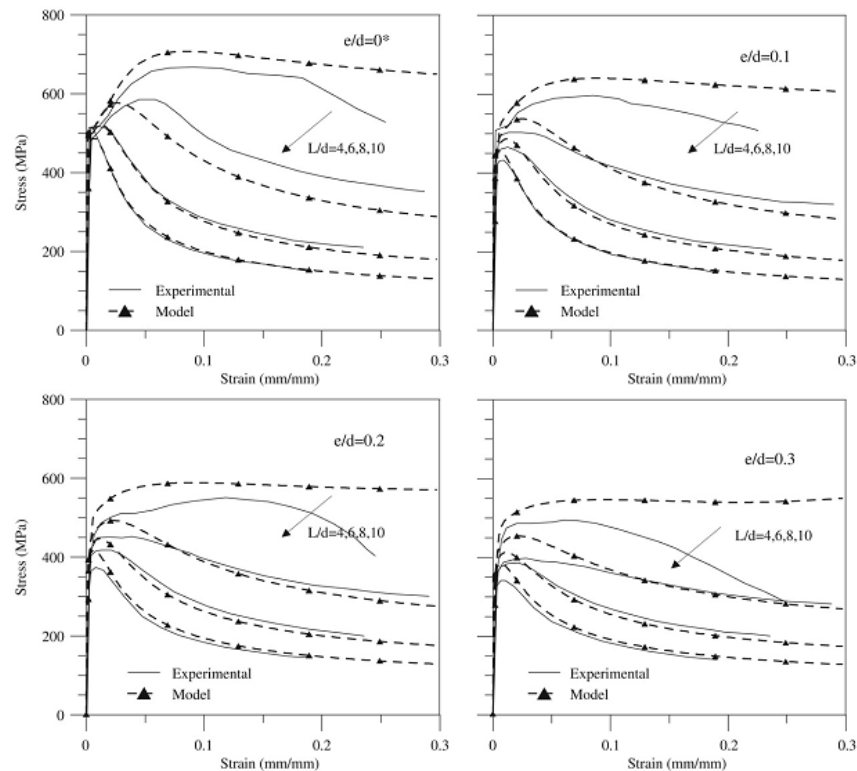 800
600
400
200
0
Stress (MPa)
e/d=0*
L/d=4,6,8,10
Experimental
Model
0 0.1 0.2 0.3
Strain (mm/mm)
e/d=0.1
L/d=4,6,8,10
Experimental
Model
0 0.1 0.2 0.3
Strain (mm/mm)
800
600
400
200
0
Stress (MPa)
e/d=0.2
L/d=4,6,8,10
Experimental
Model
0 0.1 0.2 0.3
Strain (mm/mm)
e/d=0.3
L/d=4,6,8,10
Experimental
Model
0 0.1 0.2 0.3
Strain (mm/mm)